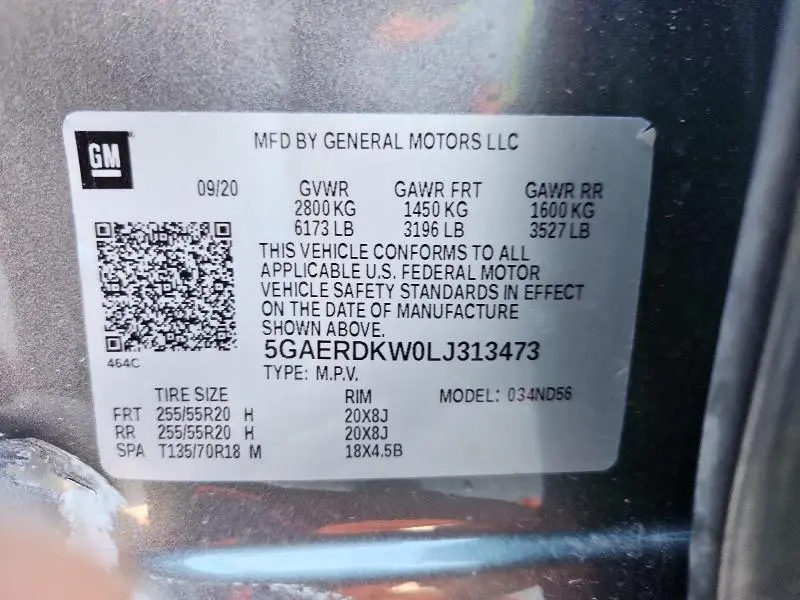 GM
MFD BY GENERAL MOTORS LLC
09/20 GVWR GAWR FRT GAWR RR
2800 KG 1450 KG 1600 KG
6173 LB 3196 LB 3527 LB
THIS VEHICLE CONFORMS TO ALL
APPLICABLE U.S. FEDERAL MOTOR
VEHICLE SAFETY STANDARDS IN EFFECT
ON THE DATE OF MANUFACTURE
SHOWN ABOVE.
5GAERDKW0LJ313473
464C
TYPE: M.P.V.
TIRE SIZE RIM MODEL: 034ND56
FRT 255/55R20 H 20X8J
RR 255/55R20 H 20X8J
SPA T135/70R18 M 18X4.5B